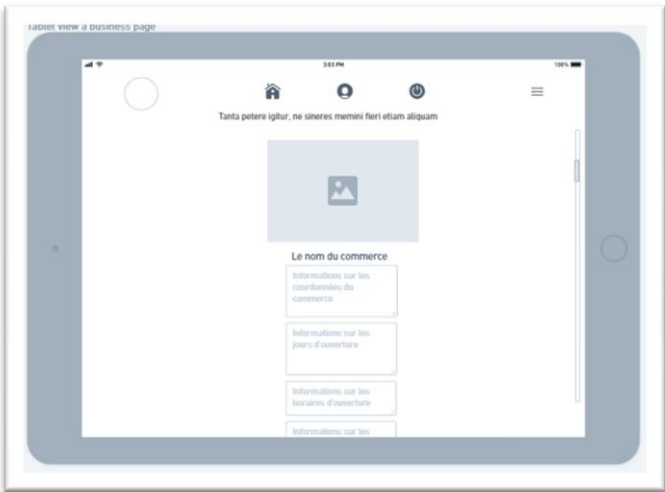 Tablet View a business page
3:03 PM
100%
Tanta petere igitur, ne sineres memini fieri etiam aliquam
Le nom du commerce
Informations sur les
coordonnées du
commerce
Informations sur les
jours d'ouverture
Informations sur les
horaires d'ouverture
Informations sur les